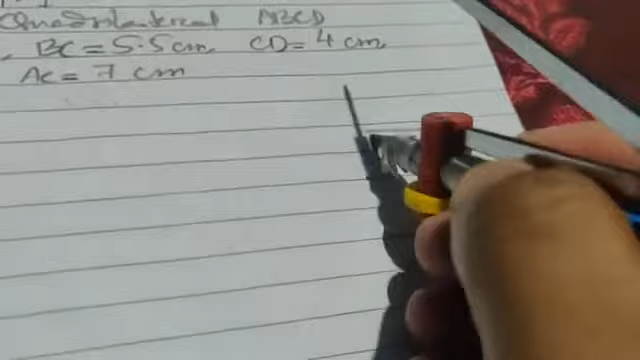 Quadrilateral ABCD
, BC = 5.5 cm, CD = 4 cm,
AC = 7 cm